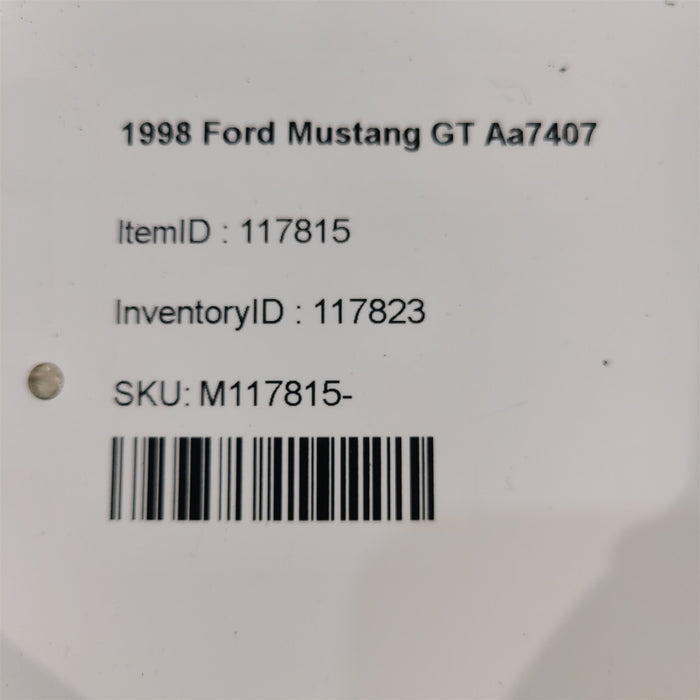 1998 Ford Mustang GT Aa7407
ItemID : 117815
InventoryID : 117823
SKU: M117815-